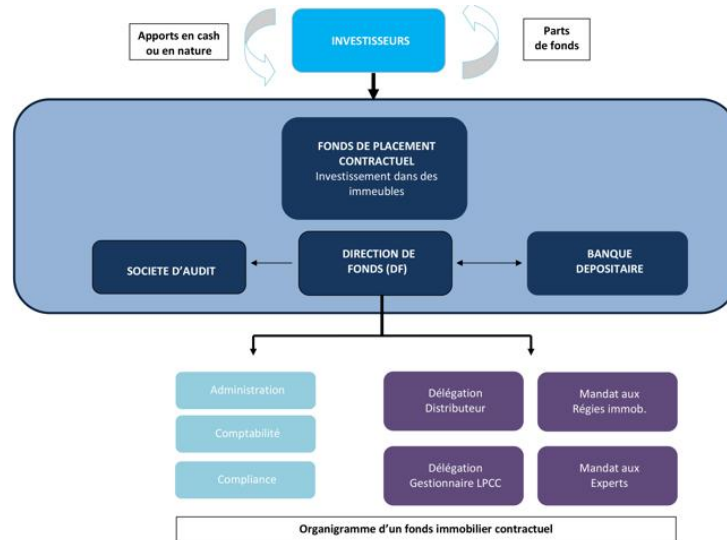 Apports en cash
ou en nature
INVESTISSEURS
Parts
de fonds
FONDS DE PLACEMENT
CONTRACTUEL
Investissement dans des
immeubles
SOCIETE D'AUDIT
DIRECTION DE
FONDS (DF)
BANQUE
DEPOSITAIRE
Administration
Comptabilité
Compliance
Délégation
Distributeur
Mandat aux
Régies immob.
Délégation
Gestionnaire LPCC
Mandat aux
Experts
Organigramme d'un fonds immobilier contractuel